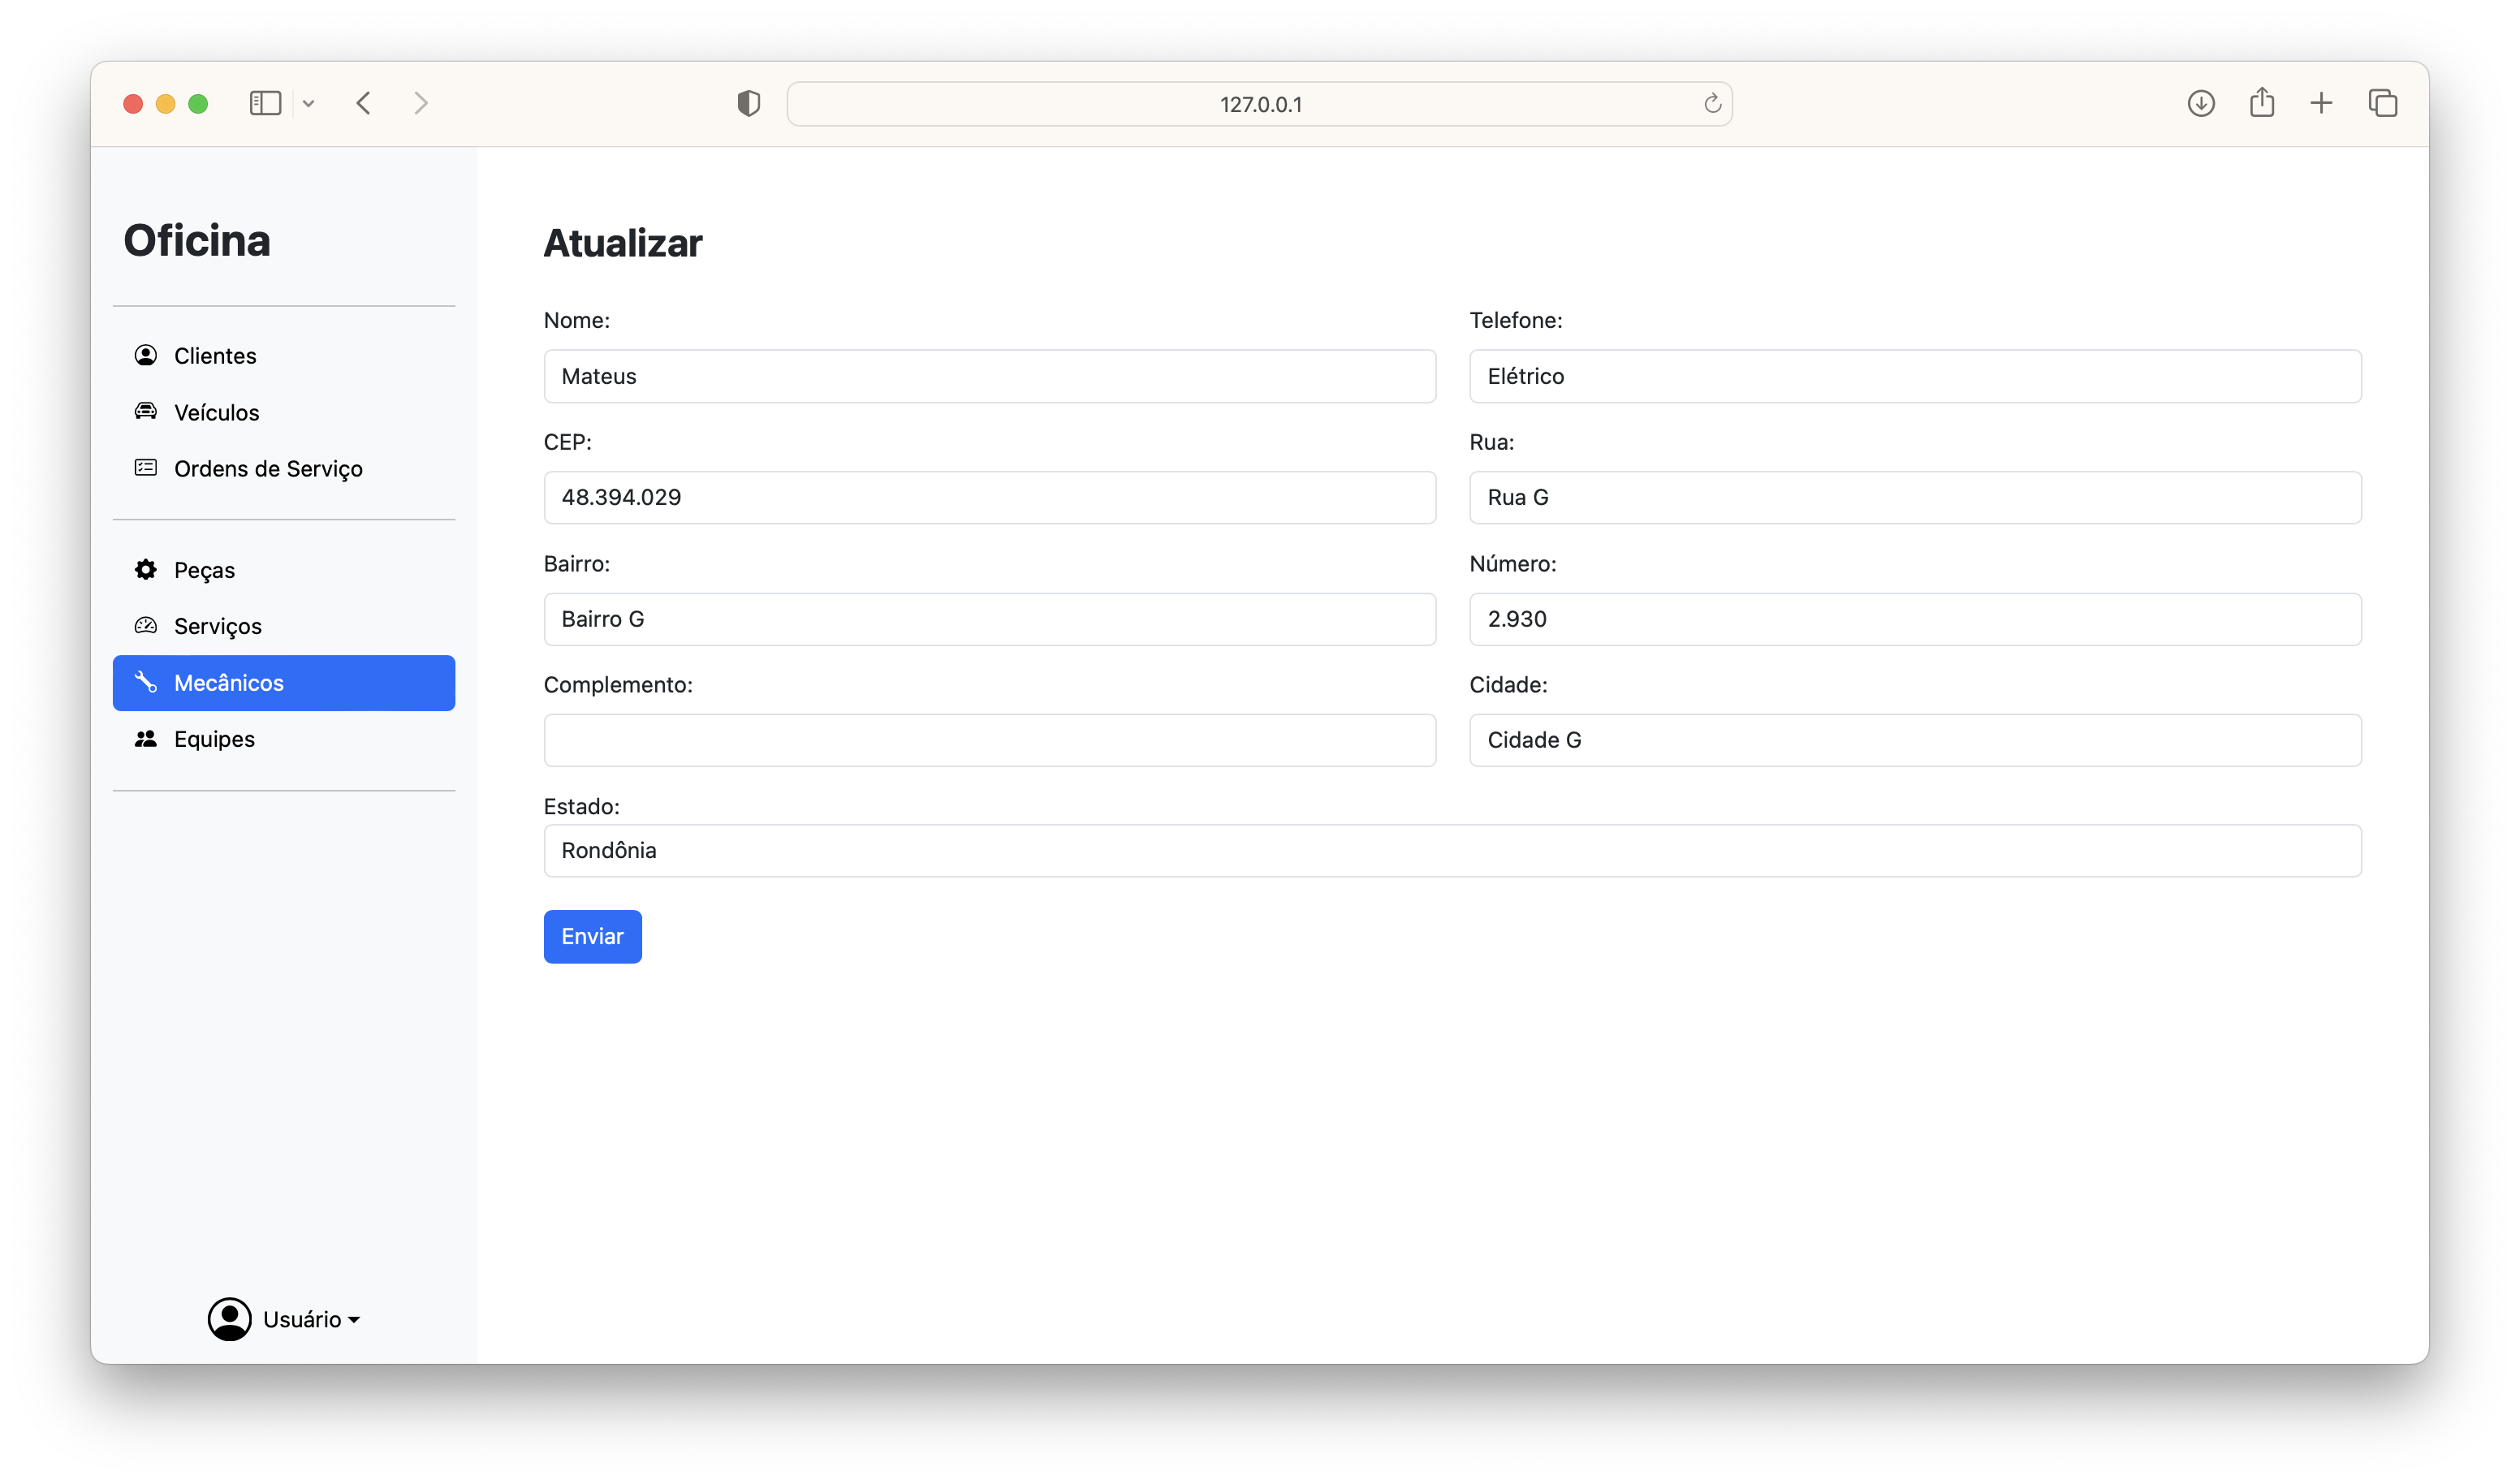 127.0.0.1
Oficina
Clientes
Veículos
Ordens de Serviço
Peças
Serviços
Mecânicos
Equipes
Usuário
Atualizar
Nome:
Mateus
Telefone:
Elétrico
CEP:
48.394.029
Rua:
Rua G
Bairro:
Bairro G
Número:
2.930
Complemento:
Cidade:
Cidade G
Estado:
Rondônia
Enviar